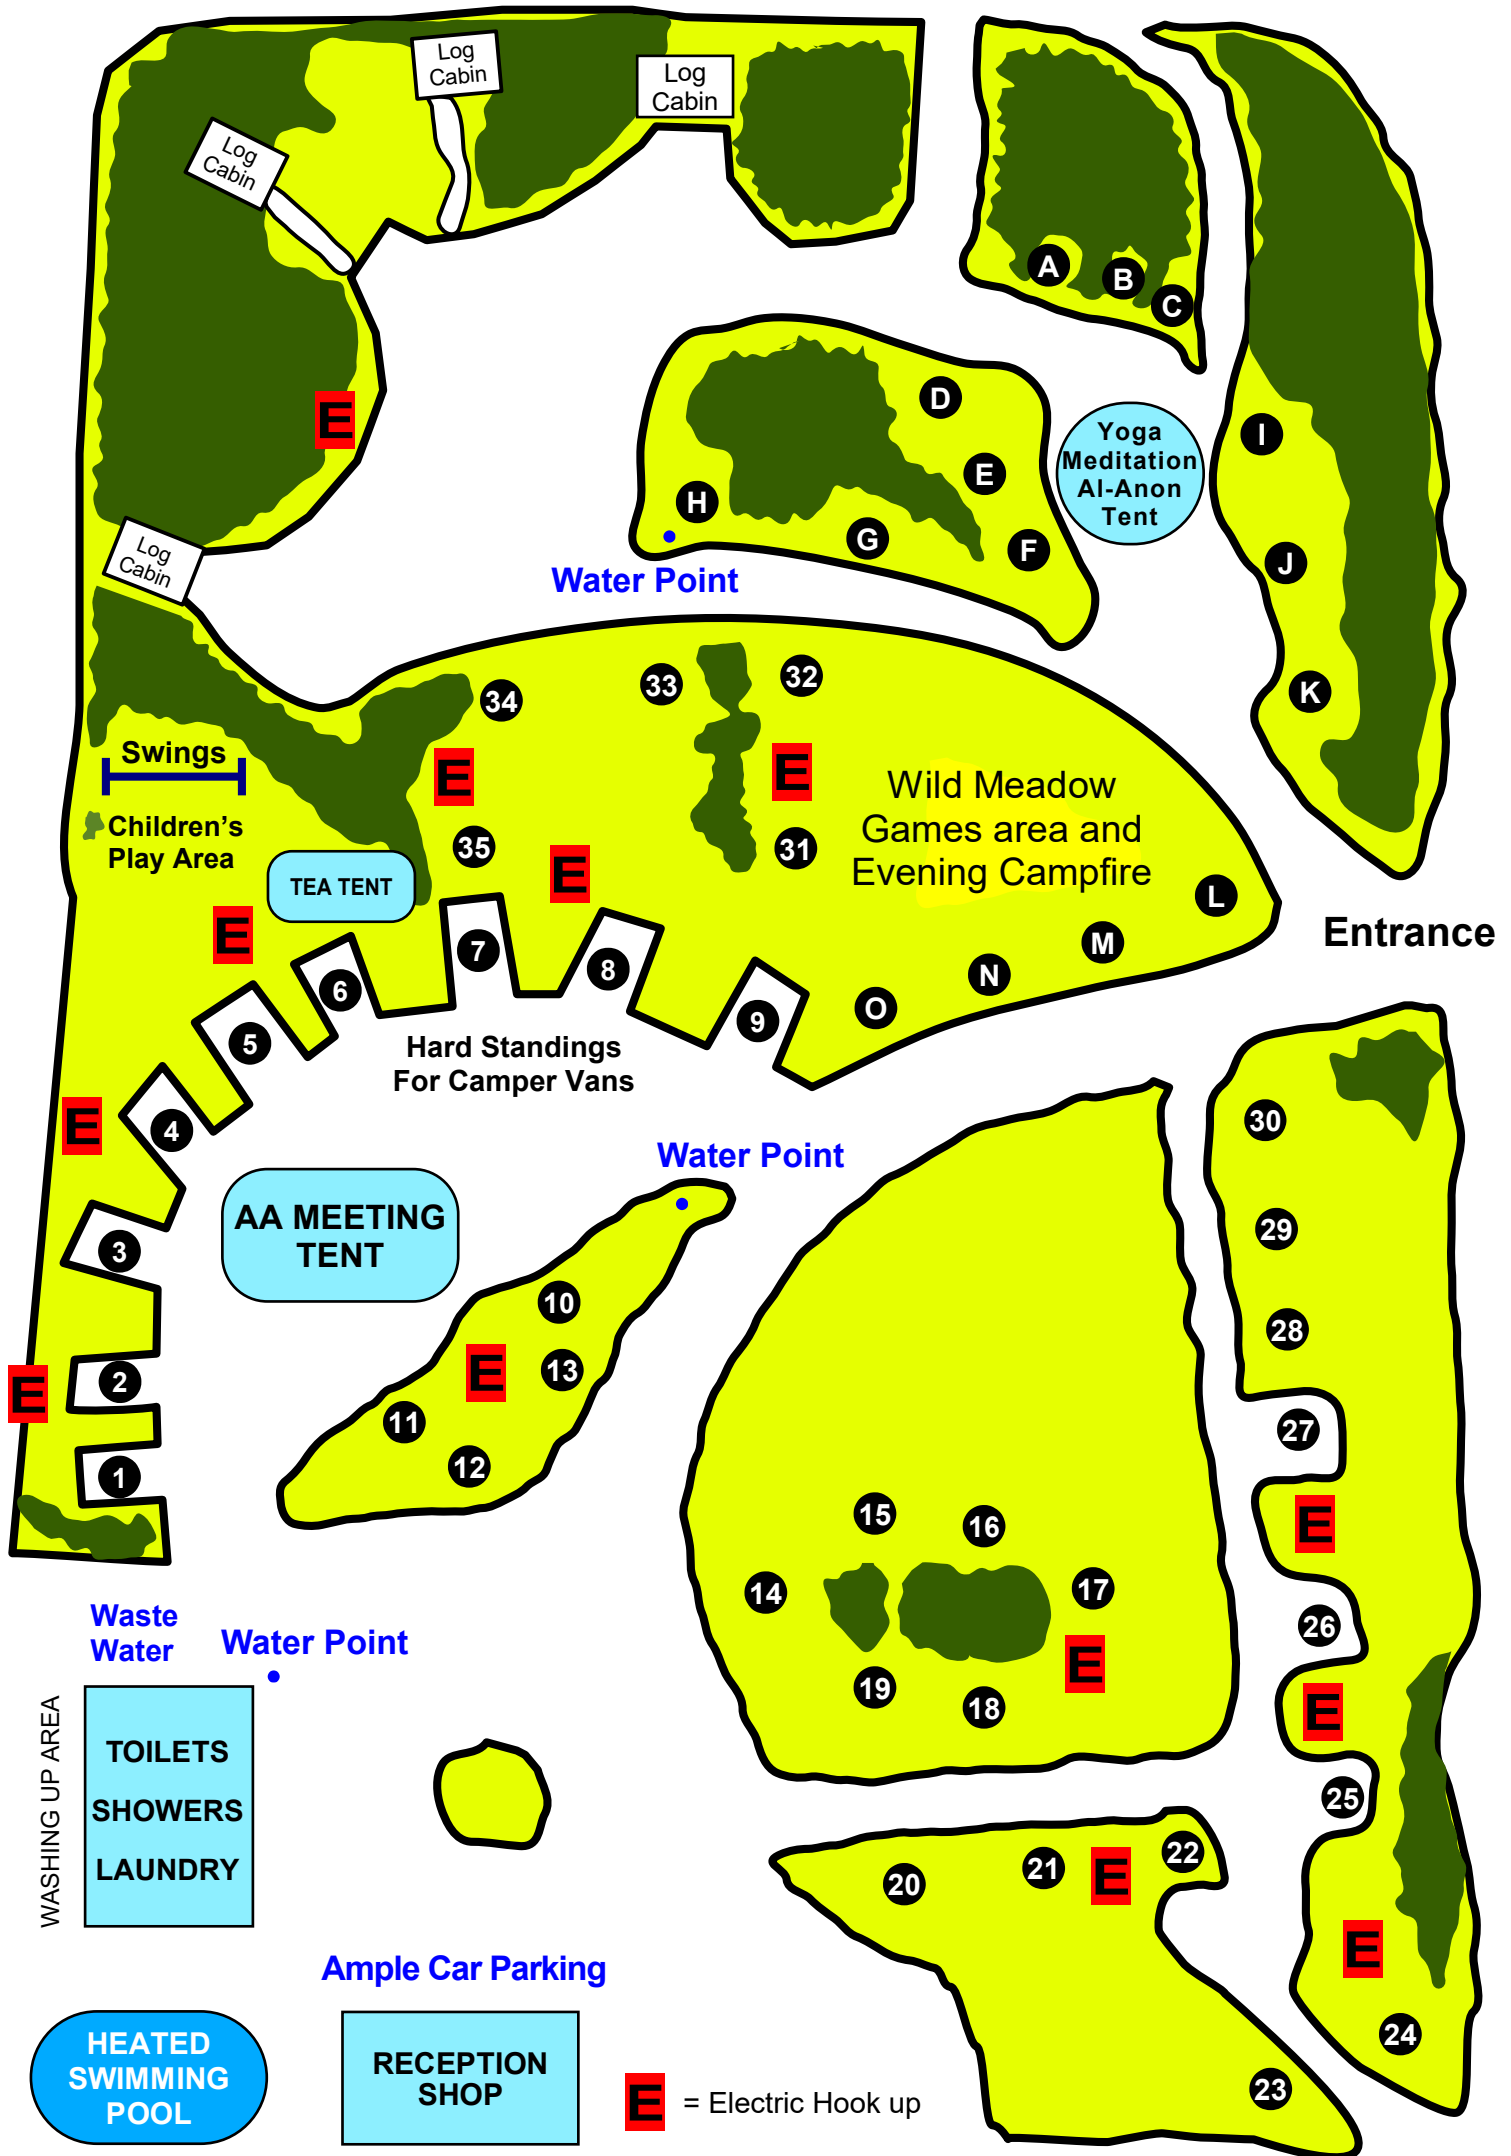 Log
Cabin
Log
Cabin
Log
Cabin
A
B
C
D
E
Yoga
Meditation
Al-Anon
Tent
I
E
H
G
F
J
Log
Cabin
Water Point
K
34
33
32
Swings
E
E
Wild Meadow
Games area and
Evening Campfire
Children's
Play Area
35
31
TEA TENT
E
L
Entrance
E
7
8
M
6
N
5
9
O
Hard Standings
For Camper Vans
E
4
30
Water Point
AA MEETING
TENT
3
29
10
28
E
13
2
E
11
27
12
1
15
16
E
14
17
Waste
Water
Water Point
26
E
19
18
E
WASHING UP AREA
TOILETS
SHOWERS
LAUNDRY
25
20
21
E
22
E
Ample Car Parking
24
HEATED
SWIMMING
POOL
RECEPTION
SHOP
23
E = Electric Hook up